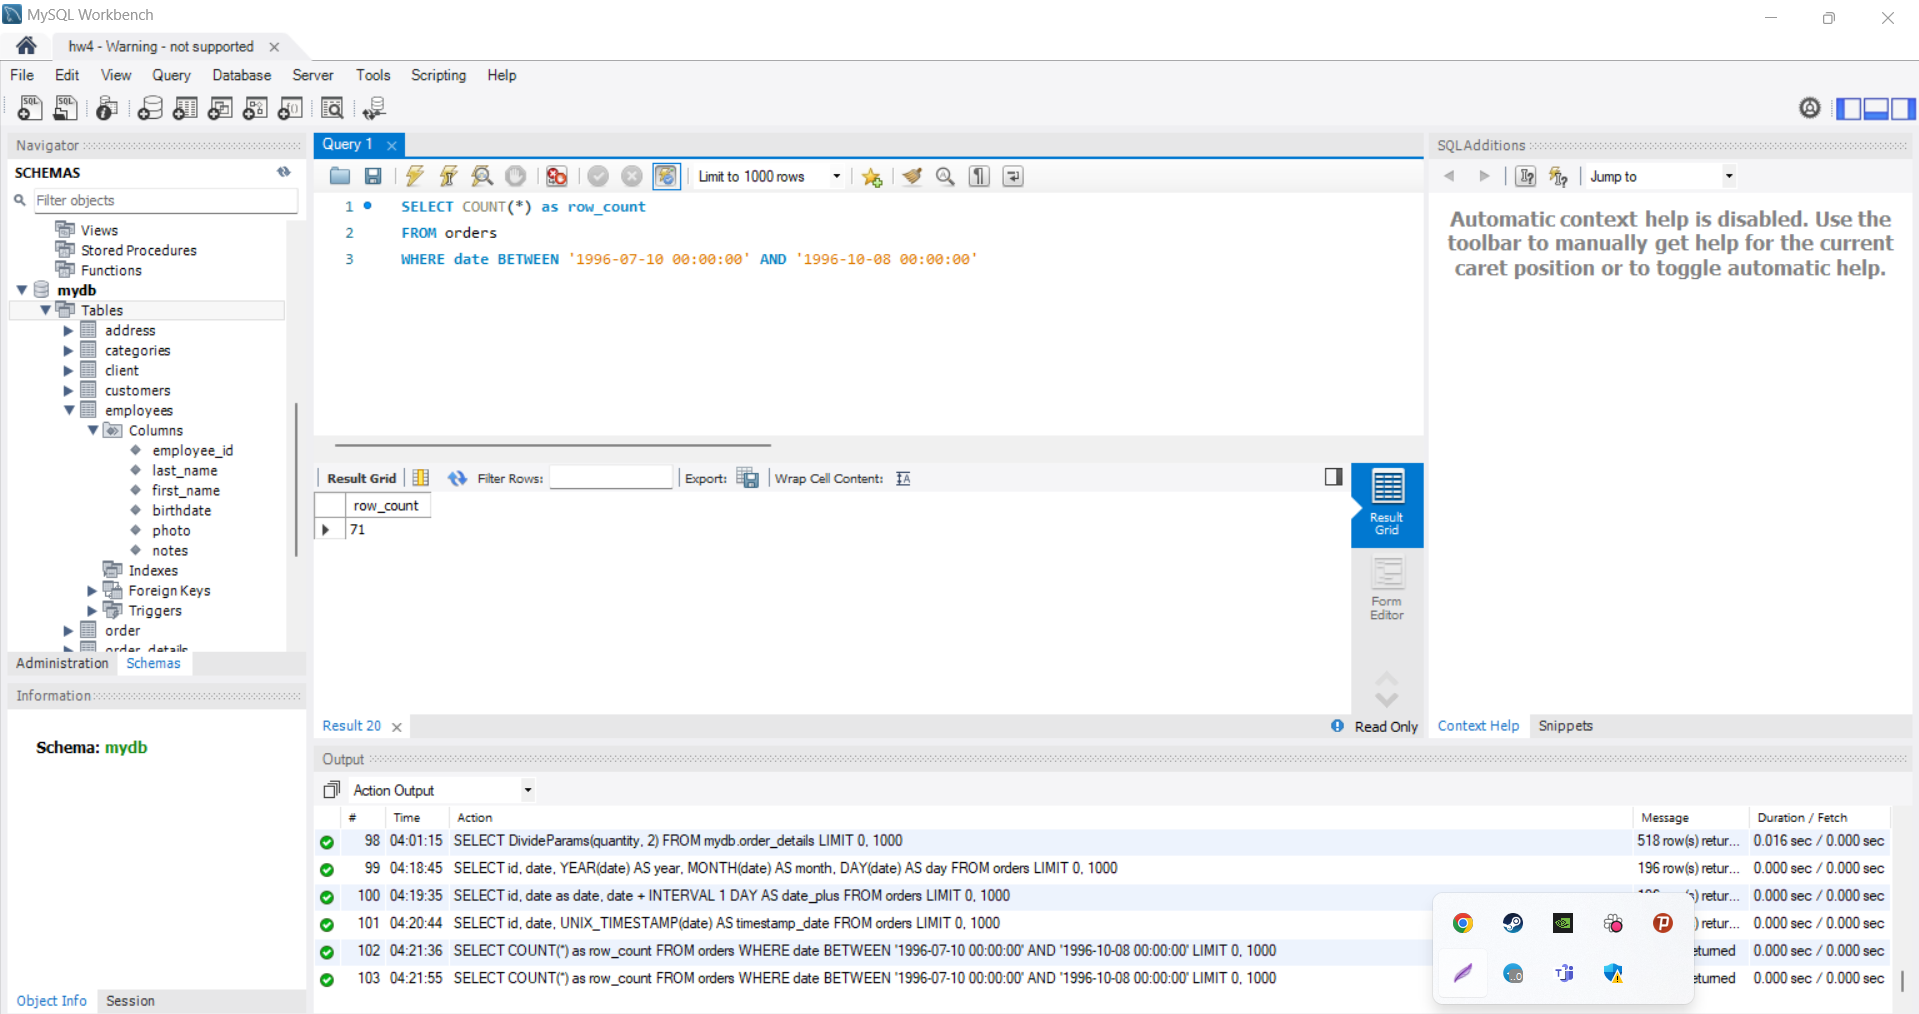 MySQL Workbench
hw4 - Warning - not supported
File Edit View Query Database Server Tools Scripting Help
Navigator
SCHEMAS
Filter objects
Views
Stored Procedures
Functions
mydb
Tables
address
categories
client
customers
employees
Columns
employee_id
last_name
first_name
birthdate
photo
notes
Indexes
Foreign Keys
Triggers
order
order_details
Administration Schemas
Information
Schema: mydb
Object Info Session
Query 1
Limit to 1000 rows
1 SELECT COUNT(*) as row_count
2 FROM orders
3 WHERE date BETWEEN '1996-07-10 00:00:00' AND '1996-10-08 00:00:00'
Result Grid Filter Rows: Export: Wrap Cell Content:
row_count
71
Result Grid
Form Editor
Result 20
Read Only
SQLAdditions
Jump to
Automatic context help is disabled. Use the
toolbar to manually get help for the current
caret position or to toggle automatic help.
Context Help Snippets
Output
Action Output
# Time Action Message Duration / Fetch
98 04:01:15 SELECT DivideParams(quantity, 2) FROM mydb.order_details LIMIT 0, 1000 518 row(s) retur... 0.016 sec / 0.000 sec
99 04:18:45 SELECT id, date, YEAR(date) AS year, MONTH(date) AS month, DAY(date) AS day FROM orders LIMIT 0, 1000 196 row(s) retur... 0.000 sec / 0.000 sec
100 04:19:35 SELECT id, date as date, date + INTERVAL 1 DAY AS date_plus FROM orders LIMIT 0, 1000 retur... 0.000 sec / 0.000 sec
101 04:20:44 SELECT id, date, UNIX_TIMESTAMP(date) AS timestamp_date FROM orders LIMIT 0, 1000 retur... 0.000 sec / 0.000 sec
102 04:21:36 SELECT COUNT(*) as row_count FROM orders WHERE date BETWEEN '1996-07-10 00:00:00' AND '1996-10-08 00:00:00' LIMIT 0, 1000 0.000 sec / 0.000 sec
103 04:21:55 SELECT COUNT(*) as row_count FROM orders WHERE date BETWEEN '1996-07-10 00:00:00' AND '1996-10-08 00:00:00' LIMIT 0, 1000 0.000 sec / 0.000 sec